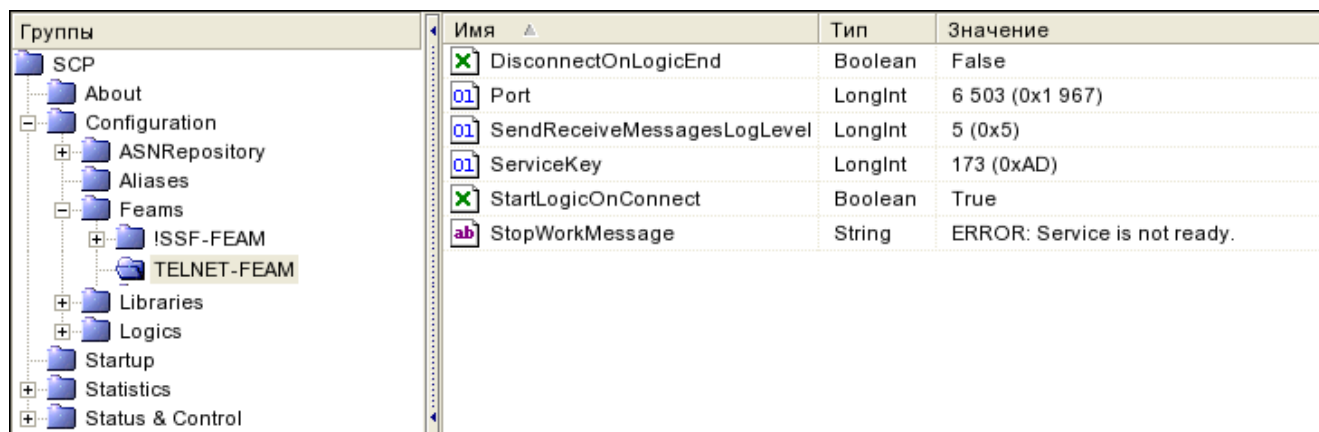 Группы
SCP
About
Configuration
ASNRepository
Aliases
Feams
!SSF-FEAM
TELNET-FEAM
Libraries
Logics
Startup
Statistics
Status & Control
Имя Тип Значение
DisconnectOnLogicEnd Boolean False
Port LongInt 6 503 (0x1 967)
SendReceiveMessagesLogLevel LongInt 5 (0x5)
ServiceKey LongInt 173 (0xAD)
StartLogicOnConnect Boolean True
StopWorkMessage String ERROR: Service is not ready.